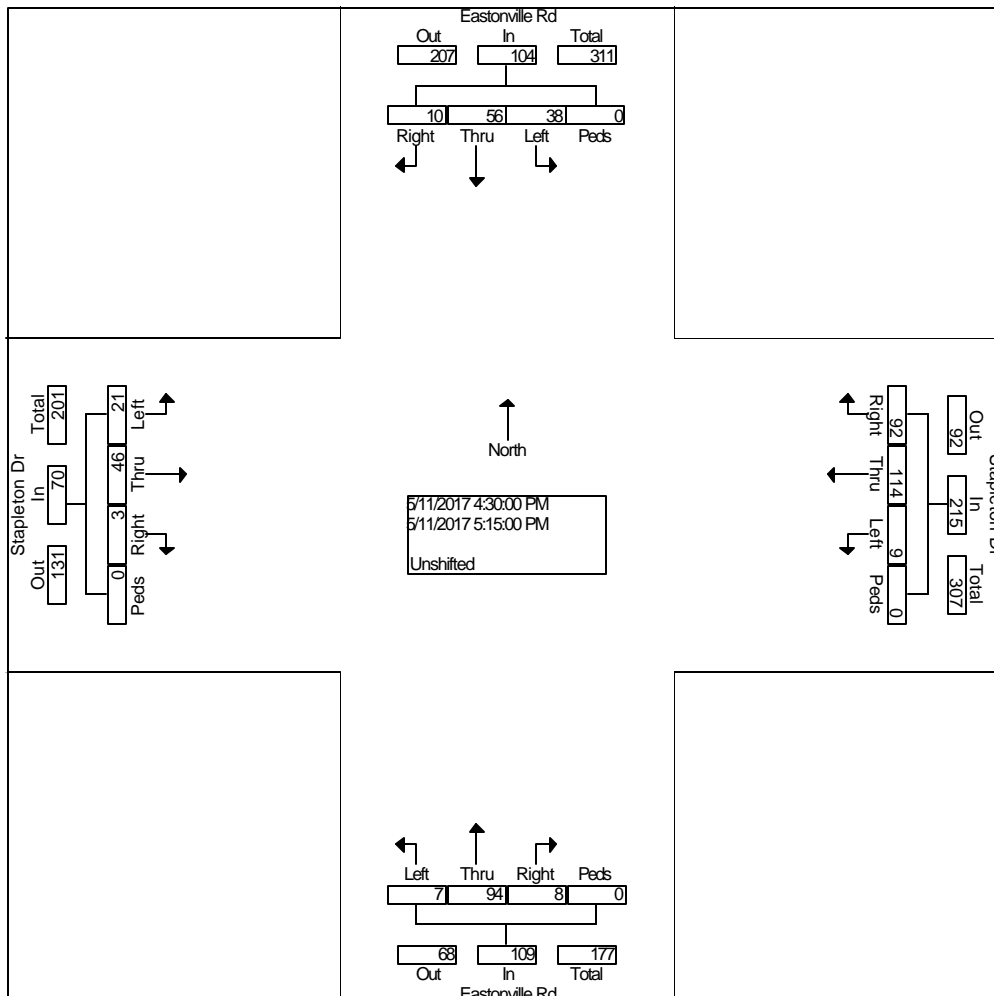 Eastonville Rd
Out In Total
207 104 311
10 56 38 0
Right Thru Left Peds
Stapleton Dr
Total In Out
201 70 131
21 46 3 0
Left Thru Right Peds
North
5/11/2017 4:30:00 PM
5/11/2017 5:15:00 PM
Unshifted
Right Thru Left Peds
92 114 9 0
Out In Total
92 215 307
Stapleton Dr
Left Thru Right Peds
7 94 8 0
68 109 177
Out In Total
Eastonville Rd